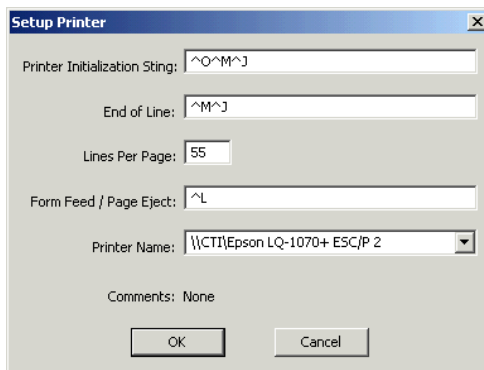 Setup Printer
Printer Initialization Sting: ^O^M^J
End of Line: ^M^J
Lines Per Page: 55
Form Feed / Page Eject: ^L
Printer Name: \\CTI\Epson LQ-1070+ ESC/P 2
Comments: None
OK Cancel